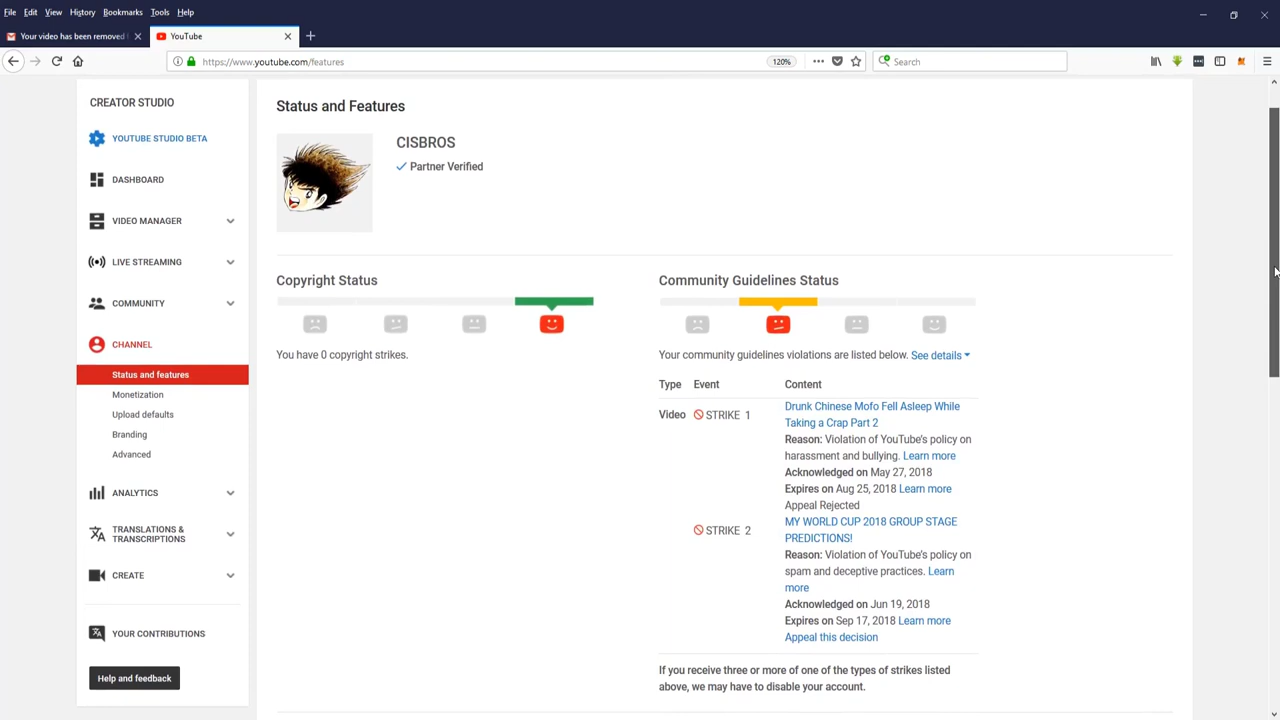 File Edit View History Bookmarks Tools Help
Your video has been removed f
YouTube
https://www.youtube.com/features
120%
Search
CREATOR STUDIO
YOUTUBE STUDIO BETA
DASHBOARD
VIDEO MANAGER
LIVE STREAMING
COMMUNITY
CHANNEL
Status and features
Monetization
Upload defaults
Branding
Advanced
ANALYTICS
TRANSLATIONS &
TRANSCRIPTIONS
CREATE
YOUR CONTRIBUTIONS
Help and feedback
Status and Features
CISBROS
Partner Verified
Copyright Status
You have 0 copyright strikes.
Community Guidelines Status
Your community guidelines violations are listed below. See details
Type Event Content
Video STRIKE 1 Drunk Chinese Mofo Fell Asleep While
Taking a Crap Part 2
Reason: Violation of YouTube's policy on
harassment and bullying. Learn more
Acknowledged on May 27, 2018
Expires on Aug 25, 2018 Learn more
Appeal Rejected
MY WORLD CUP 2018 GROUP STAGE
STRIKE 2 PREDICTIONS!
Reason: Violation of YouTube's policy on
spam and deceptive practices. Learn
more
Acknowledged on Jun 19, 2018
Expires on Sep 17, 2018 Learn more
Appeal this decision
If you receive three or more of one of the types of strikes listed
above, we may have to disable your account.